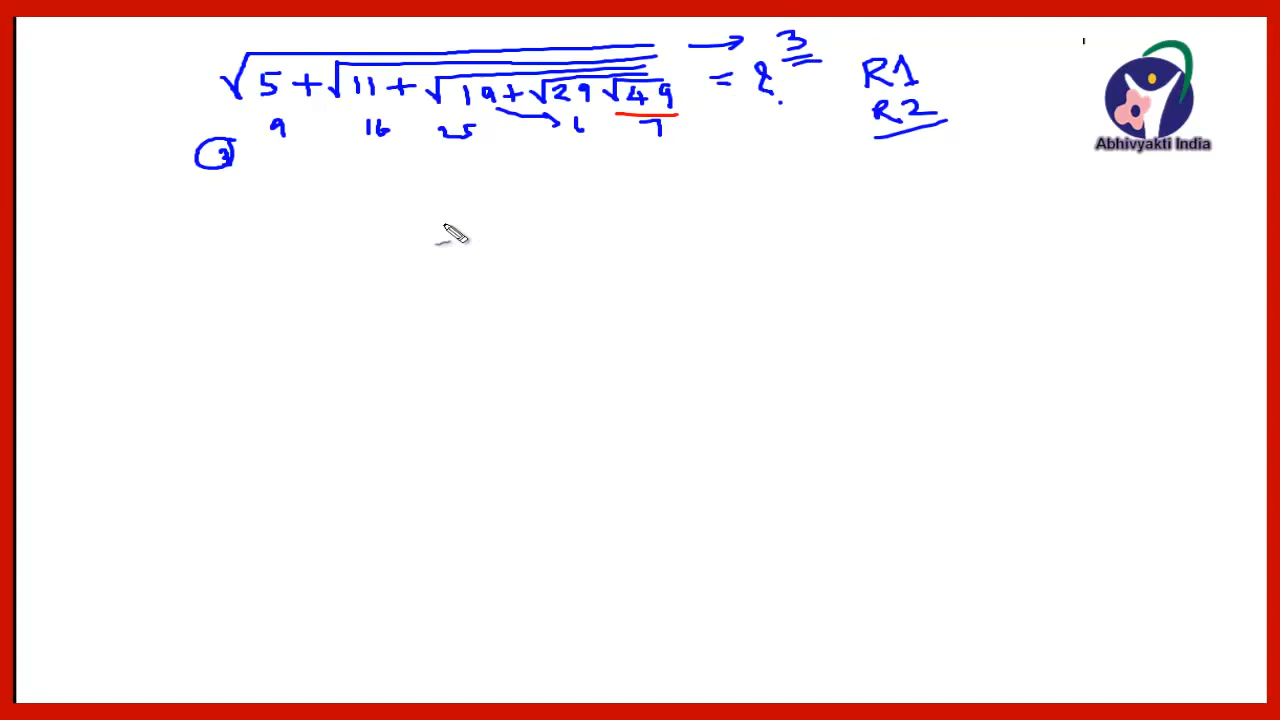 √5+√11+√19+√29√49 = ? → 3
R1
R2
9 16 25 6 7
3
Abhivyakti India